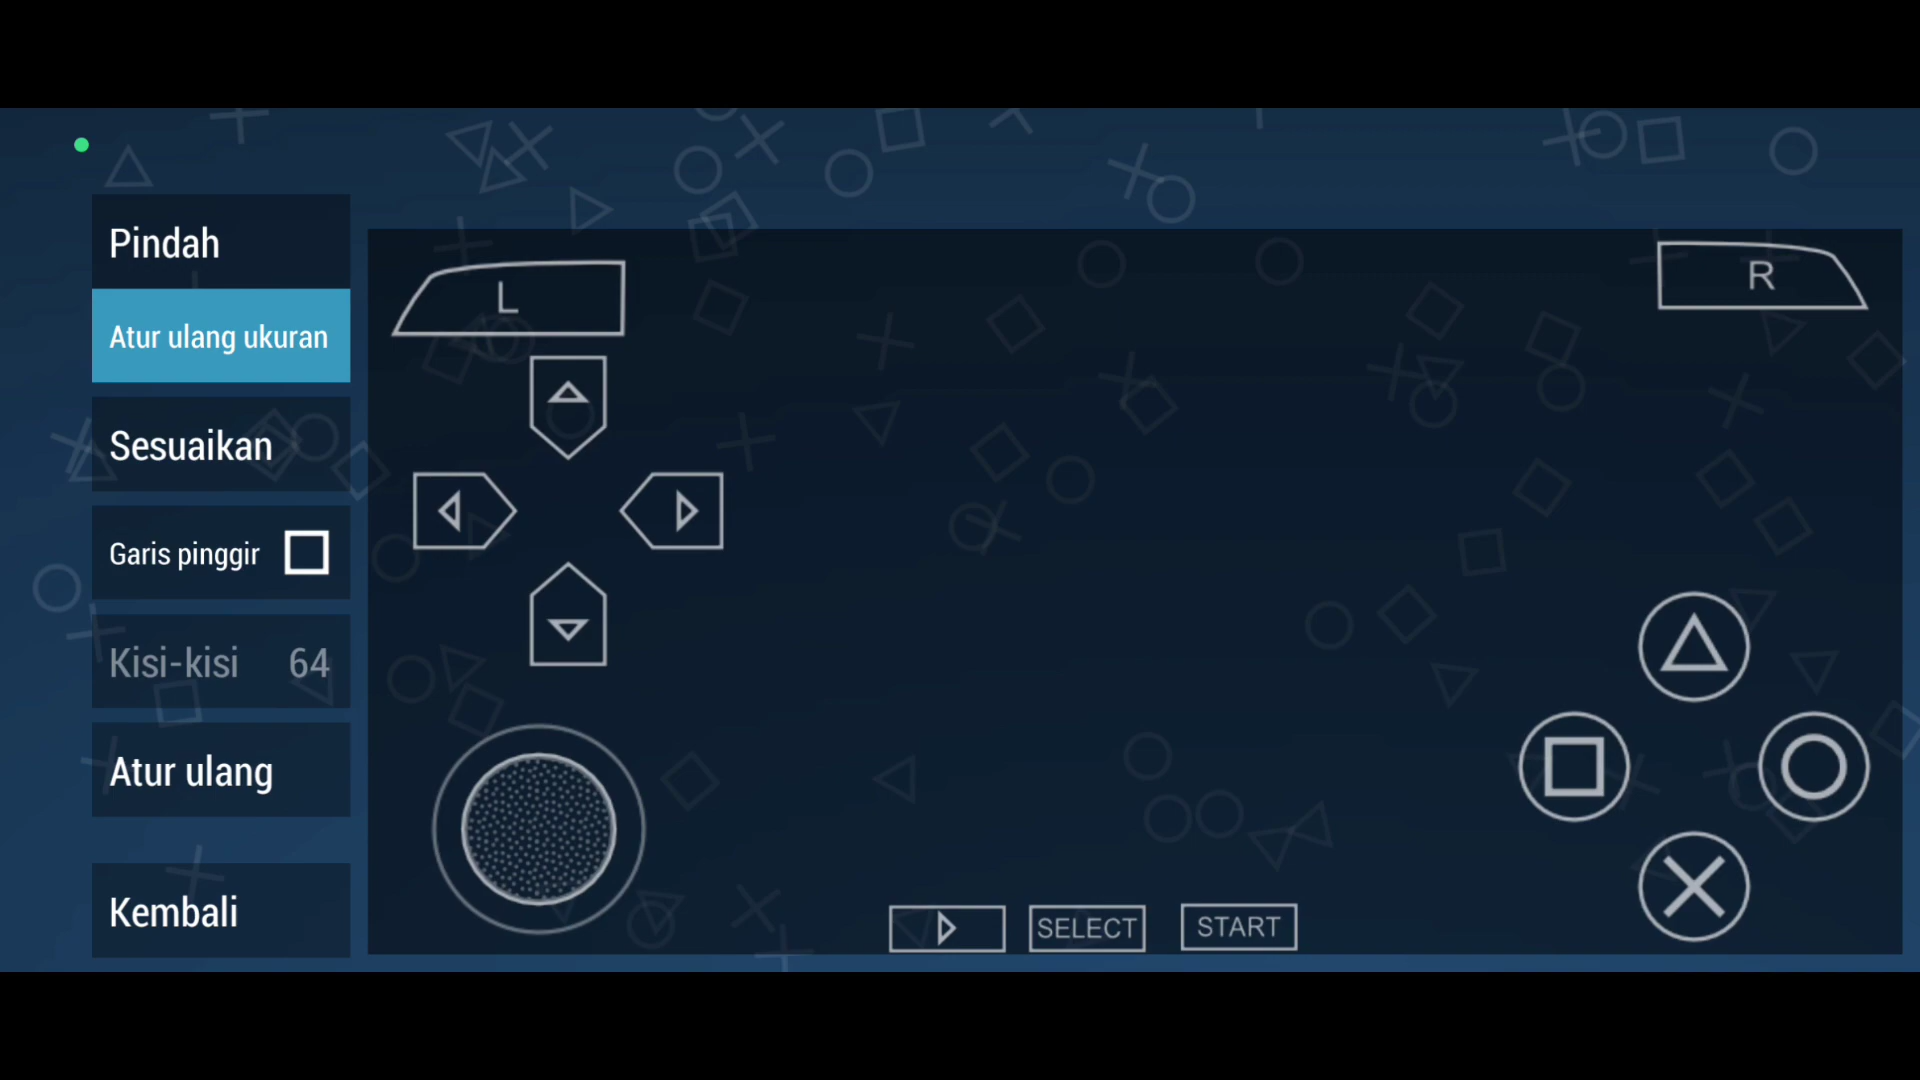 Pindah
Atur ulang ukuran
Sesuaikan
Garis pinggir
Kisi-kisi 64
Atur ulang
Kembali
L
R
SELECT
START